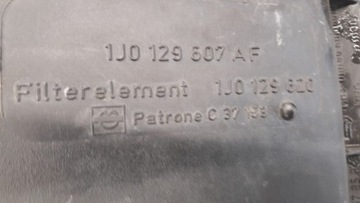 1J0 129 607 AF
Filterelement 1J0 129 620
Patrone C 37 153